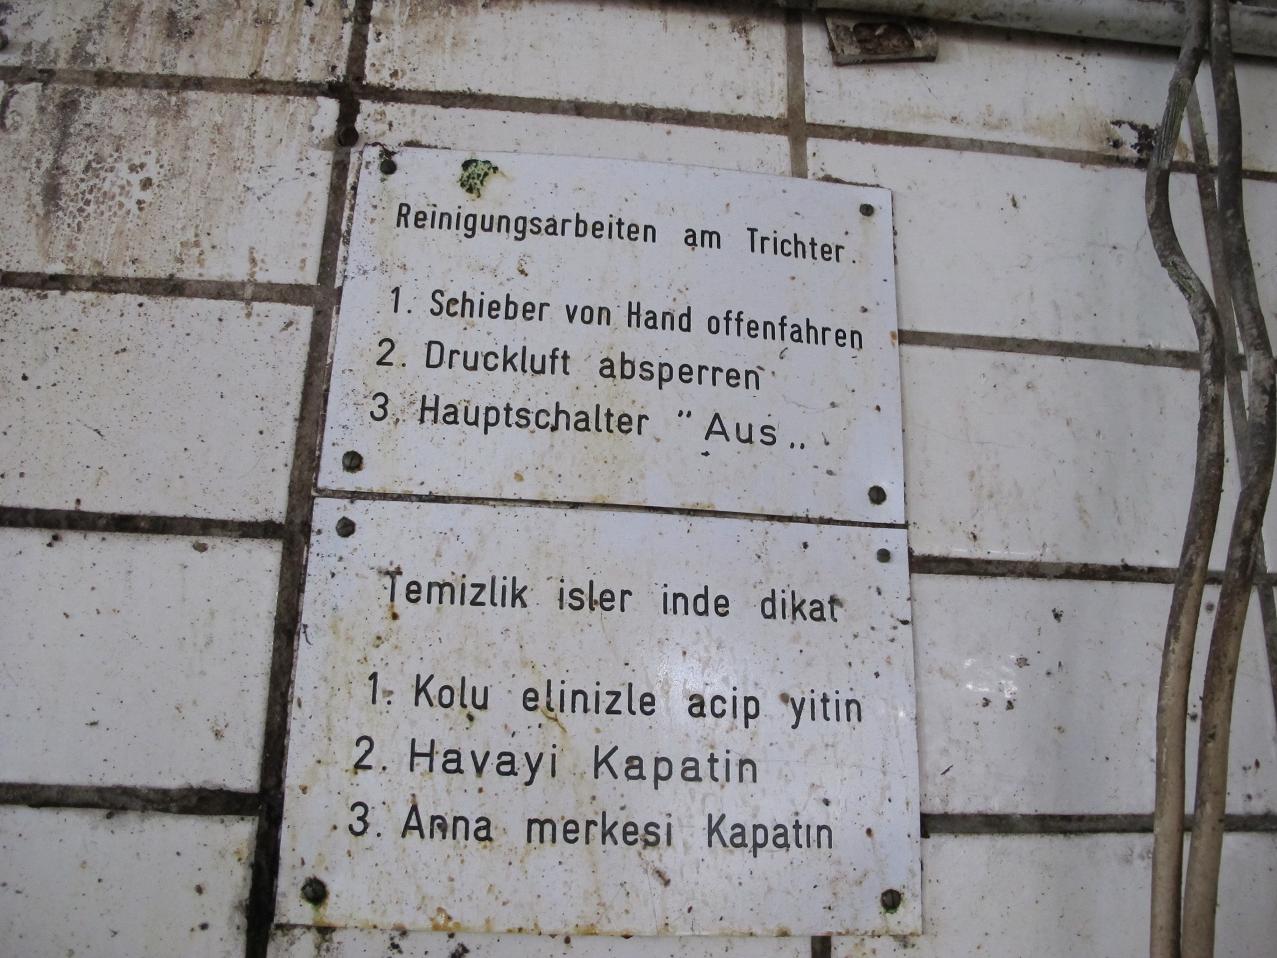 Reinigungsarbeiten am Trichter.
1. Schieber von Hand offenfahren
2. Druckluft absperren
3. Hauptschalter "Aus„
Temizlik isler inde dikat
1. Kolu elinizle acip yitin
2. Havayi Kapatin
3. Anna merkesi Kapatın